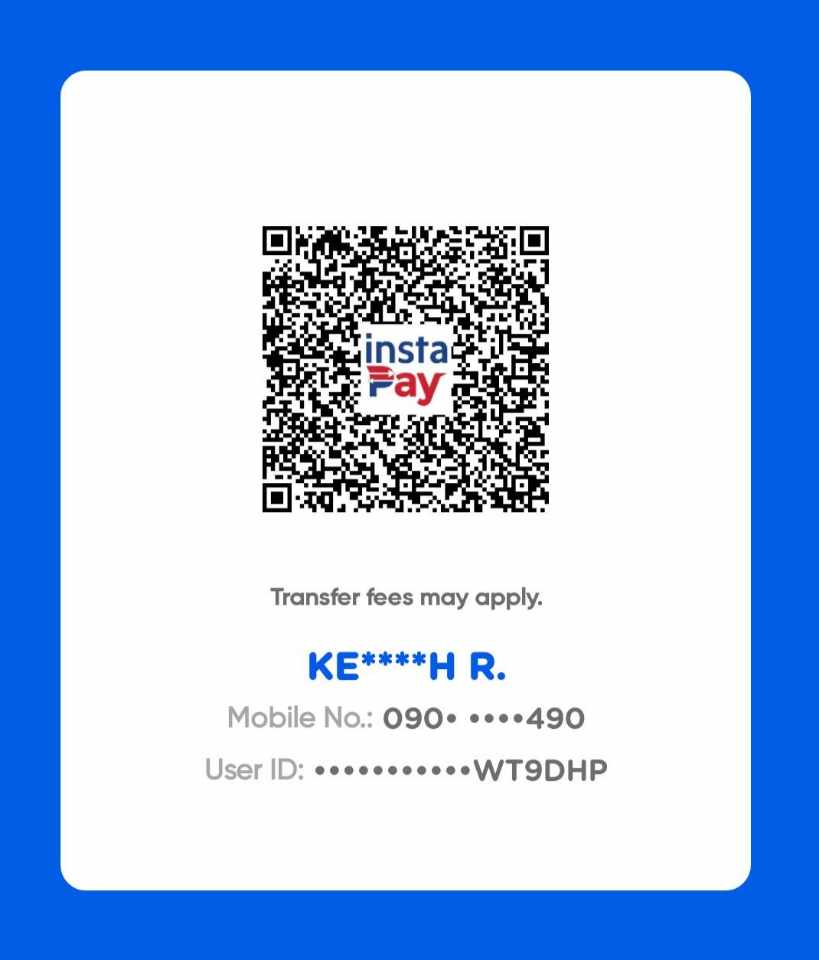 insta
Pay
Transfer fees may apply.
KE****H R.
Mobile No.: 090• ••••490
User ID: •••••••••••WT9DHP